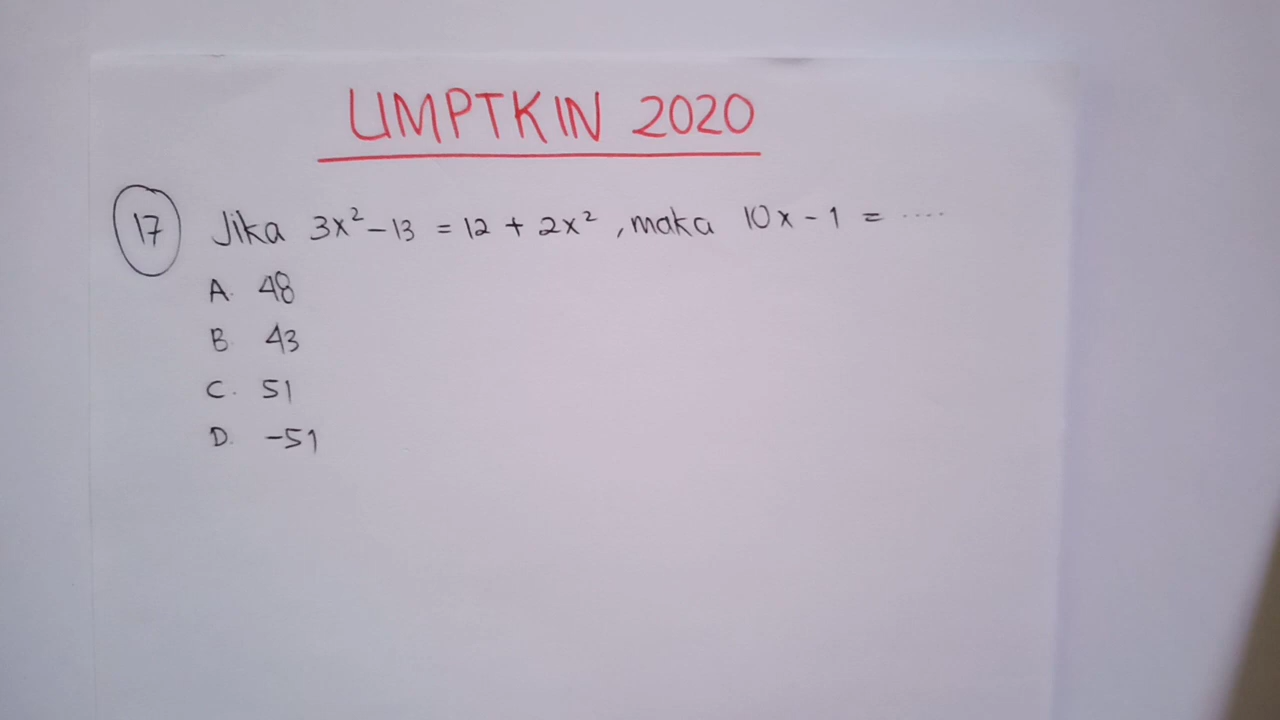 UMPTKIN 2020
17 Jika 3x² - 13 = 12 + 2x², maka 10x - 1 = ....
A. 48
B. 43
C. 51
D. -51